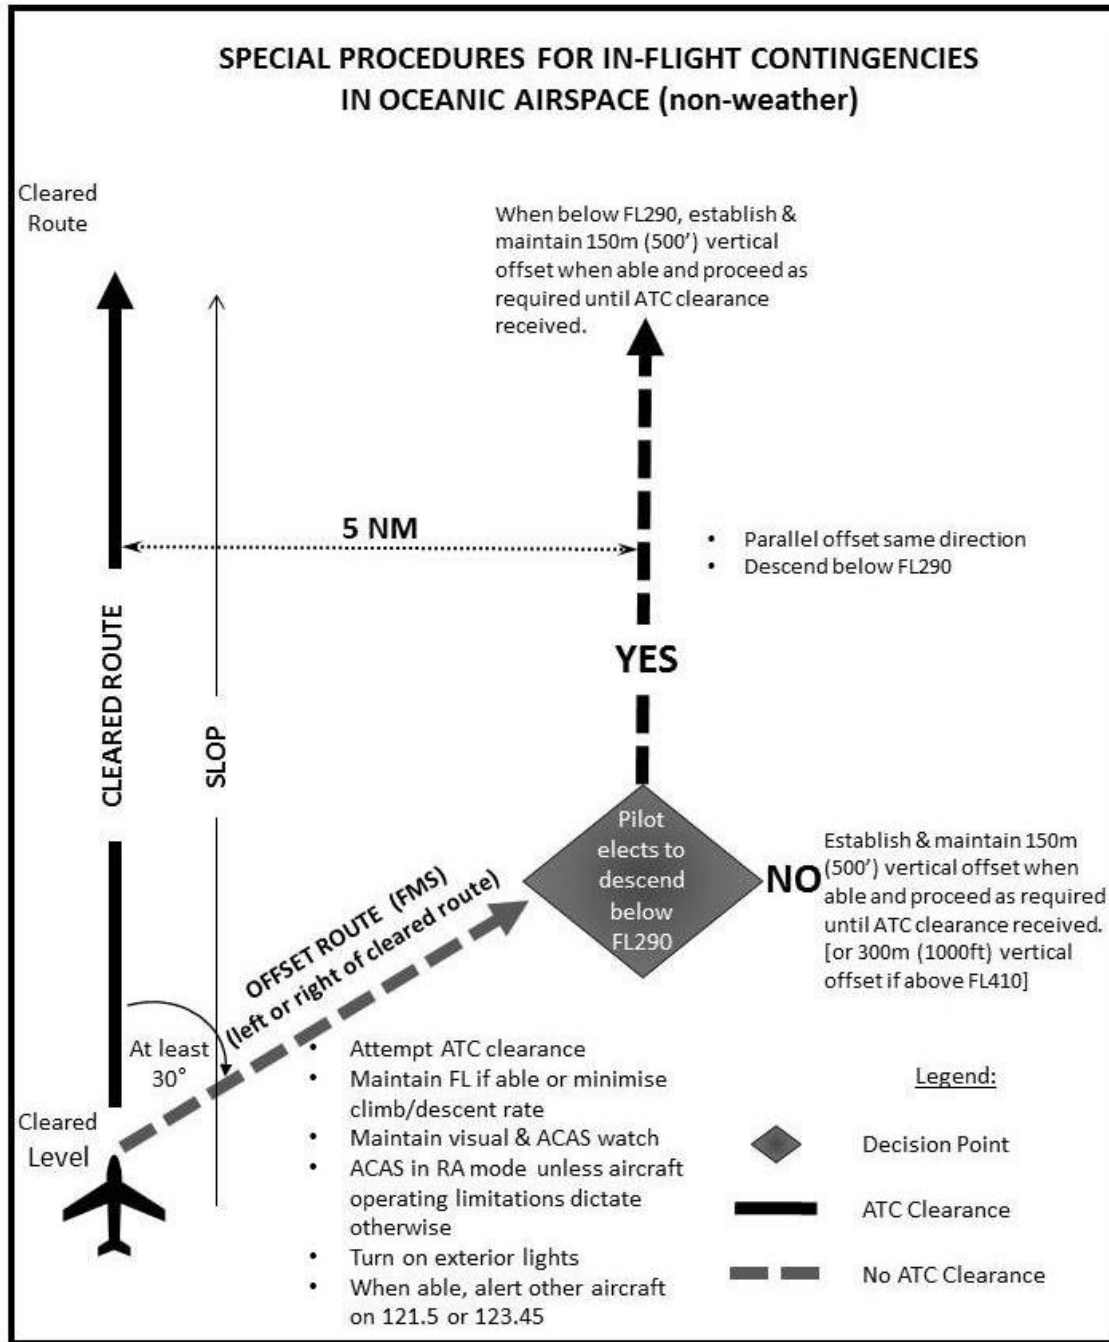 SPECIAL PROCEDURES FOR IN-FLIGHT CONTINGENCIES
IN OCEANIC AIRSPACE (non-weather)
Cleared
Route
When below FL290, establish &
maintain 150m (500’) vertical
offset when able and proceed as
required until ATC clearance
received.
5 NM
• Parallel offset same direction
• Descend below FL290
CLEARED ROUTE
SLOP
YES
Pilot
elects to
descend
below
FL290
NO
Establish & maintain 150m
(500’) vertical offset when
able and proceed as required
until ATC clearance received.
[or 300m (1000ft) vertical
offset if above FL410]
OFFSET ROUTE (FMS)
(left or right of cleared route)
At least
30°
Cleared
Level
• Attempt ATC clearance
• Maintain FL if able or minimise
climb/descent rate
• Maintain visual & ACAS watch
• ACAS in RA mode unless aircraft
operating limitations dictate
otherwise
• Turn on exterior lights
• When able, alert other aircraft
on 121.5 or 123.45
Legend:
Decision Point
ATC Clearance
No ATC Clearance